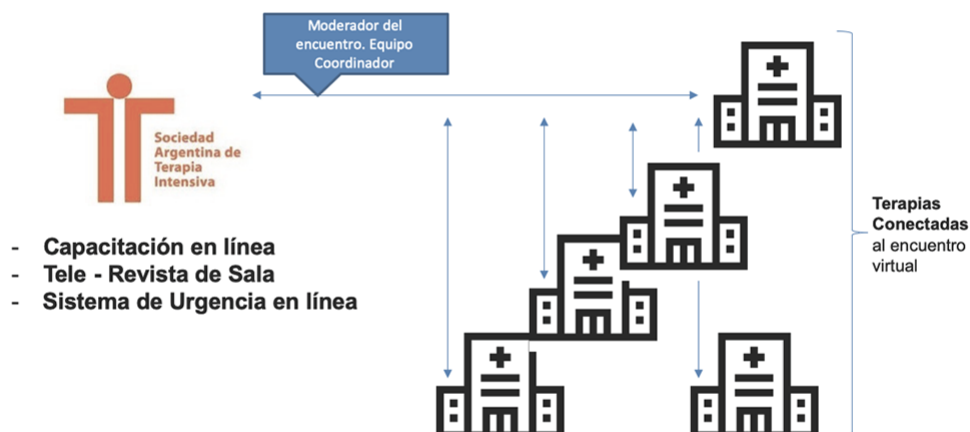 Moderador del
encuentro. Equipo
Coordinador
Sociedad
Argentina de
Terapia
Intensiva
- Capacitación en línea
- Tele - Revista de Sala
- Sistema de Urgencia en línea
Terapias
Conectadas
al encuentro
virtual